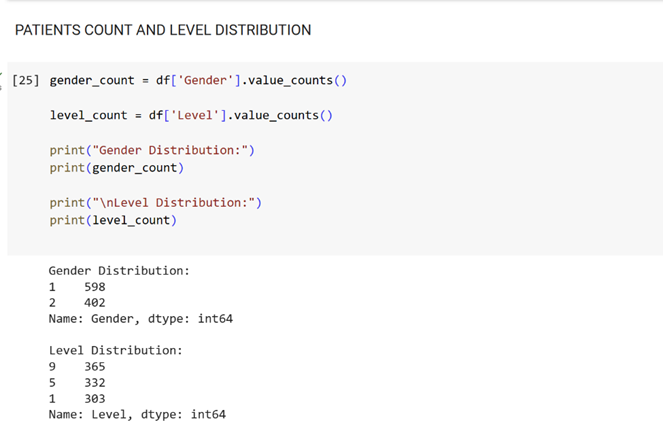 PATIENTS COUNT AND LEVEL DISTRIBUTION
[25] gender_count = df['Gender'].value_counts()
level_count = df['Level'].value_counts()
print("Gender Distribution:")
print(gender_count)
print("\nLevel Distribution:")
print(level_count)
Gender Distribution:
1    598
2    402
Name: Gender, dtype: int64
Level Distribution:
9    365
5    332
1    303
Name: Level, dtype: int64